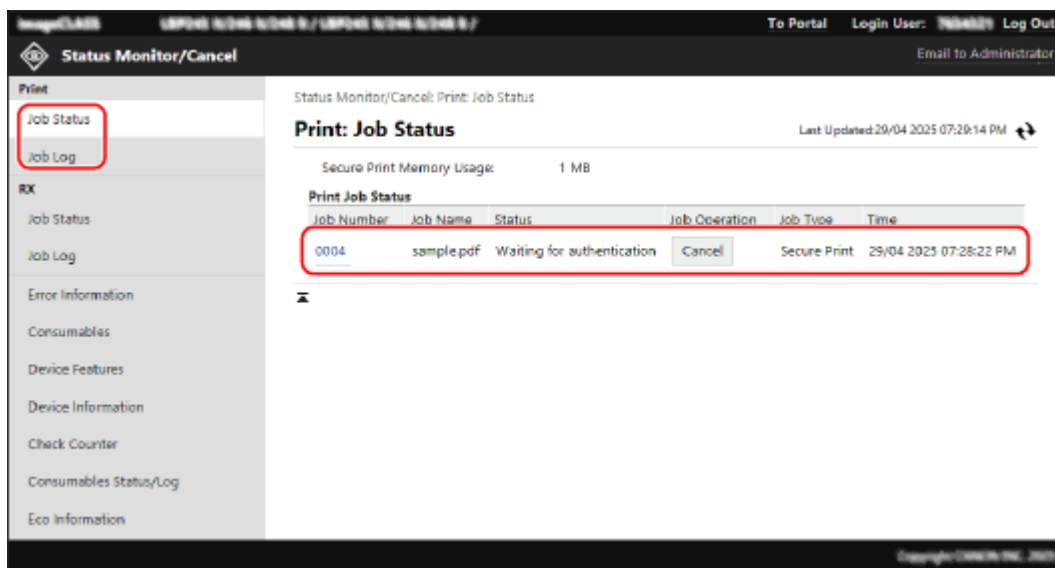 To Portal Login User: Log Out
Status Monitor/Cancel Email to Administrator
Print
Job Status
Job Log
RX
Job Status
Job Log
Error Information
Consumables
Device Features
Device Information
Check Counter
Consumables Status/Log
Eco Information
Status Monitor/Cancel: Print: Job Status
Print: Job Status Last Updated:29/04 2025 07:29:14 PM
Secure Print Memory Usage: 1 MB
Print Job Status
Job Number Job Name Status Job Operation Job Type Time
0004 sample.pdf Waiting for authentication Cancel Secure Print 29/04 2025 07:28:22 PM